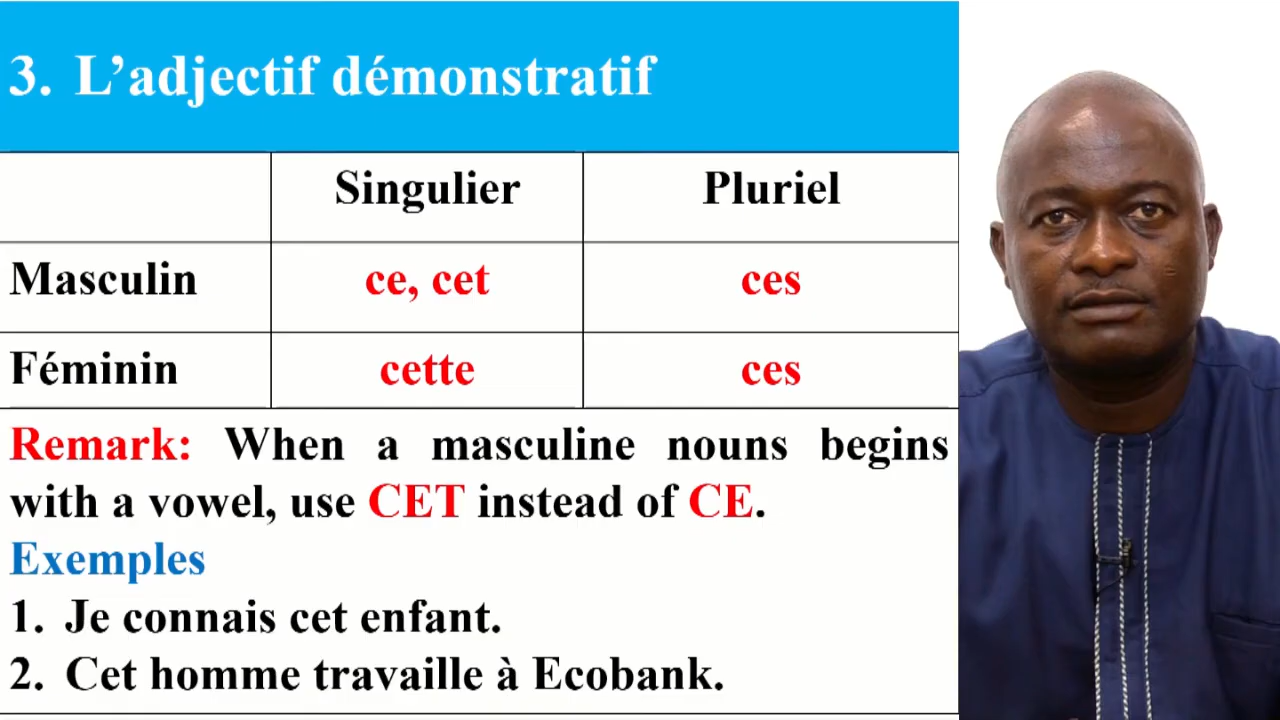 3. L’adjectif démonstratif
Singulier Pluriel
Masculin ce, cet ces
Féminin cette ces
Remark: When a masculine nouns begins
with a vowel, use CET instead of CE.
Exemples
1. Je connais cet enfant.
2. Cet homme travaille à Ecobank.